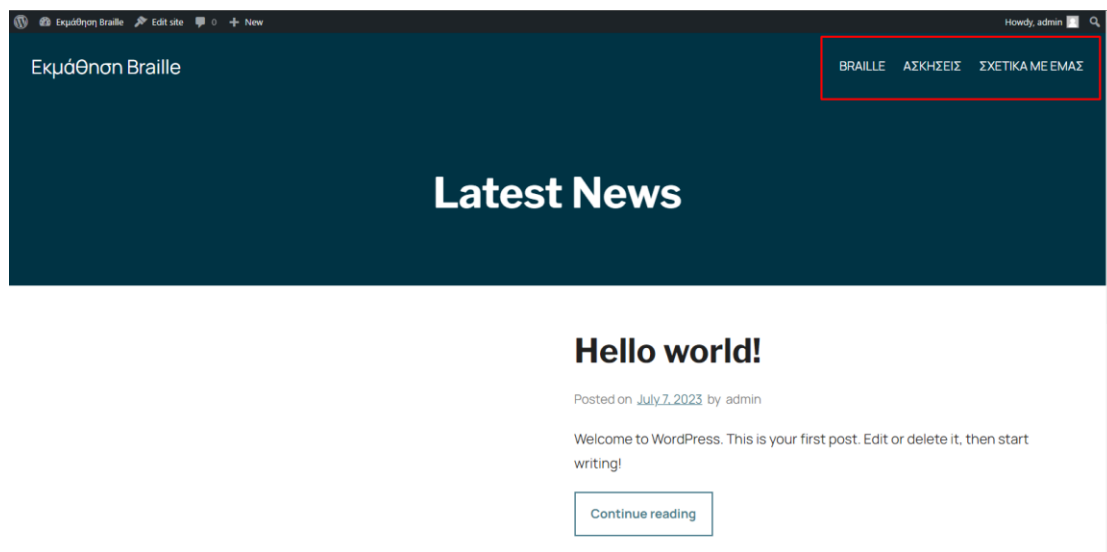 Εκμάθηση Braille Edit site 0 New Howdy, admin
Εκμάθηση Braille BRAILLE ΑΣΚΗΣΕΙΣ ΣΧΕΤΙΚΑ ΜΕ ΕΜΑΣ
Latest News
Hello world!
Posted on July 7, 2023 by admin
Welcome to WordPress. This is your first post. Edit or delete it, then start
writing!
Continue reading